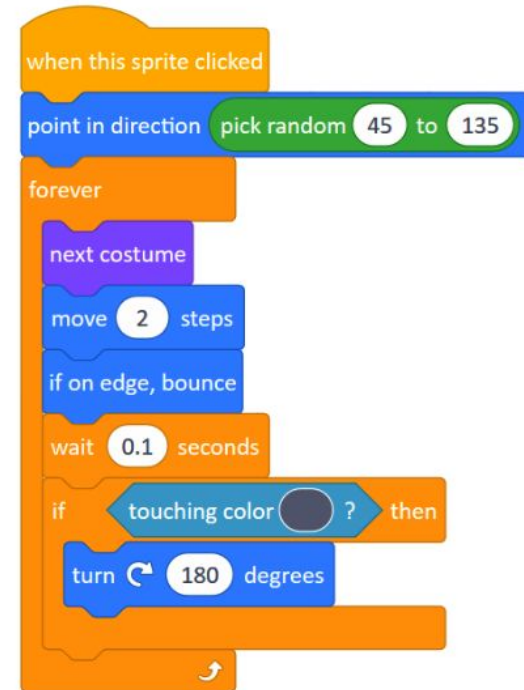 when this sprite clicked
point in direction pick random 45 to 135
forever
next costume
move 2 steps
if on edge, bounce
wait 0.1 seconds
if touching color ? then
turn 180 degrees